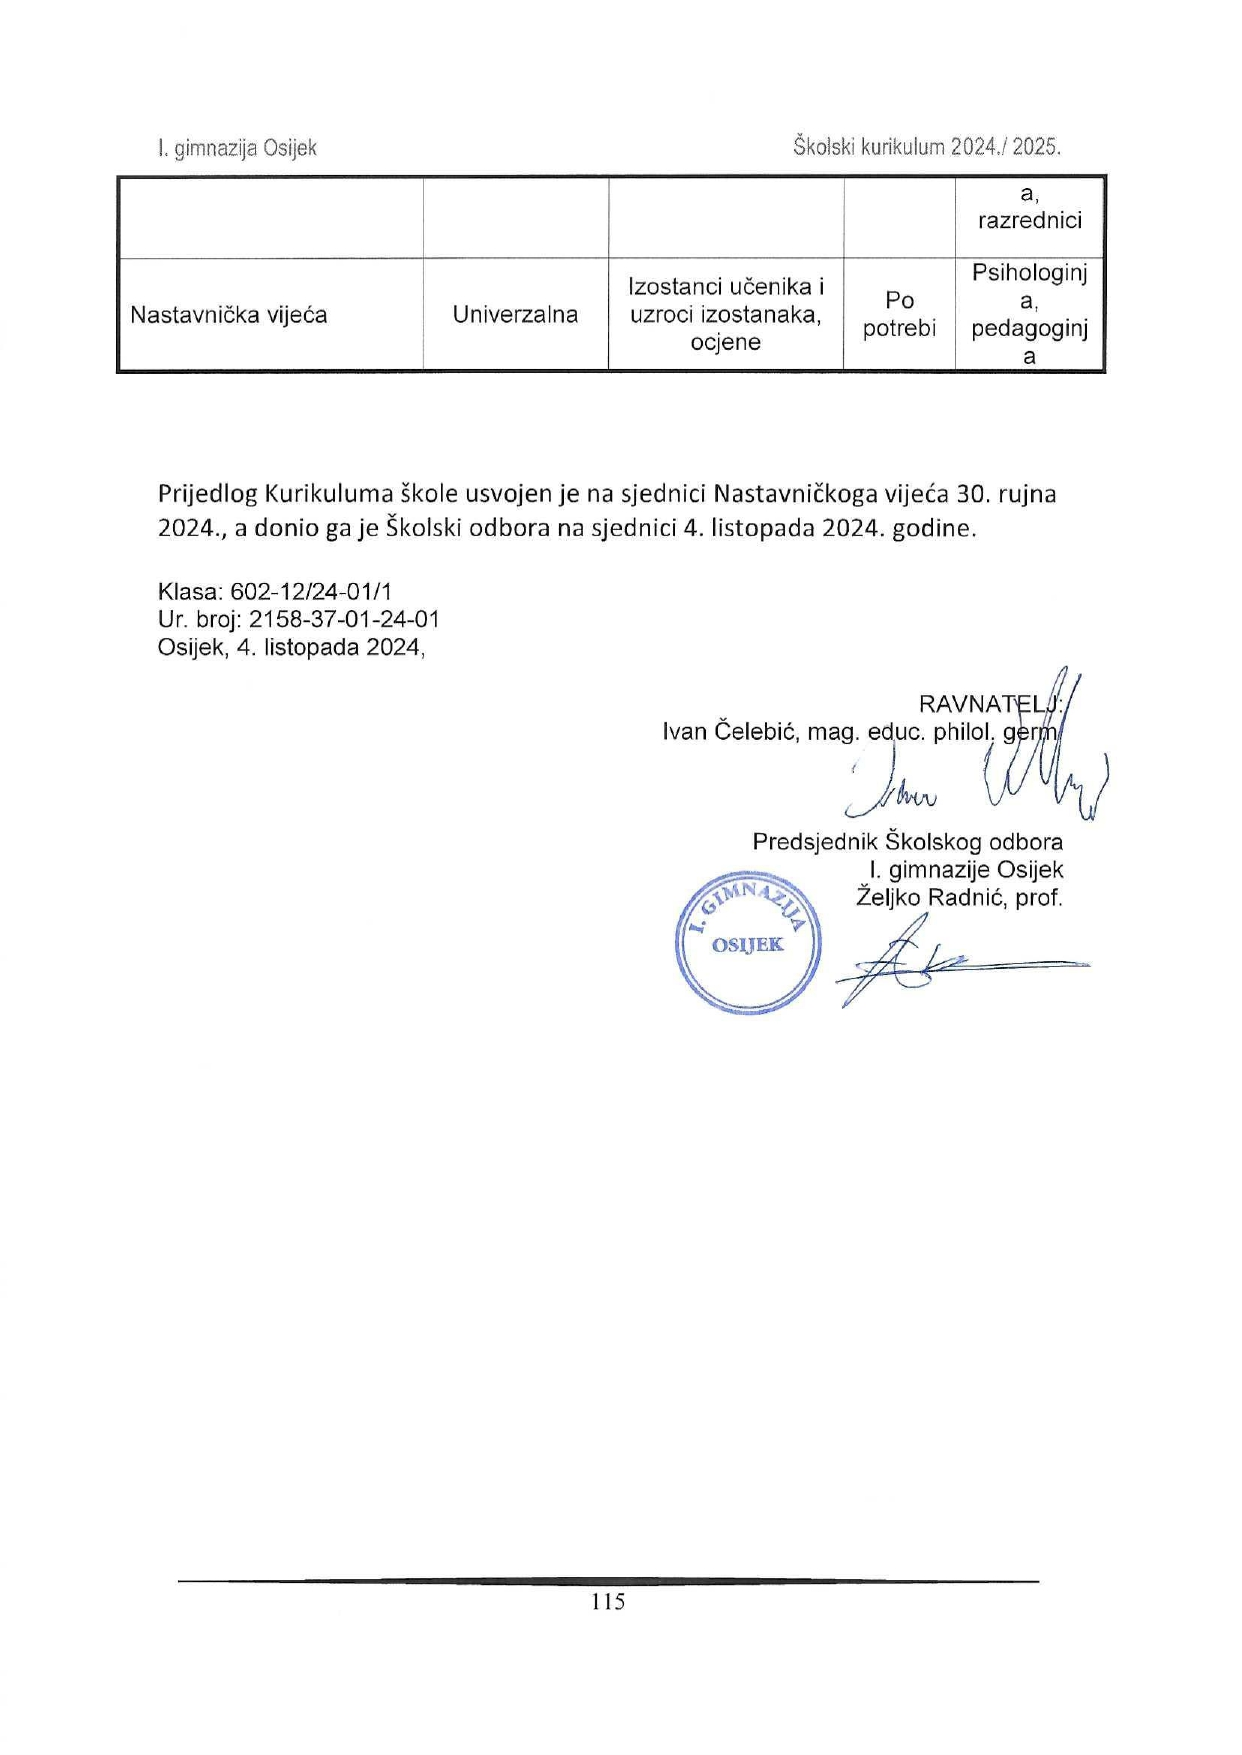 I. gimnazija Osijek
Školski kurikulum 2024./ 2025.
a,
razrednici
Nastavnička vijeća
Univerzalna
Izostanci učenika i
uzroci izostanaka,
ocjene
Po
potrebi
Psihologinj
a,
pedagoginj
a
Prijedlog Kurikuluma škole usvojen je na sjednici Nastavničkoga vijeća 30. rujna
2024., a donio ga je Školski odbora na sjednici 4. listopada 2024. godine.
Klasa: 602-12/24-01/1
Ur. broj: 2158-37-01-24-01
Osijek, 4. listopada 2024,
RAVNATELJ:
Ivan Čelebić, mag. educ. philol. germ
Predsjednik Školskog odbora
I. gimnazije Osijek
Željko Radnić, prof.
I. GIMNAZIJA
OSIJEK
115